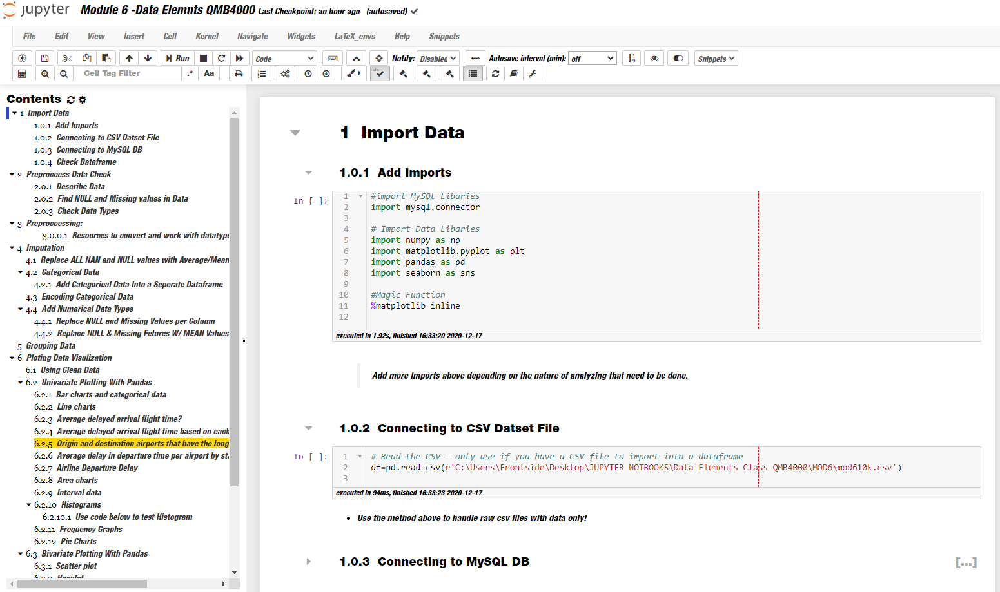 jupyter Module 6 -Data Elemnts QMB4000 Last Checkpoint: an hour ago (autosaved)
File Edit View Insert Cell Kernel Navigate Widgets LaTeX_envs Help Snippets
Run Code Notify: Disabled Autosave interval (min): off Snippets
Cell Tag Filter .* Aa
Contents
1 Import Data
1.0.1 Add Imports
1.0.2 Connecting to CSV Datset File
1.0.3 Connecting to MySQL DB
1.0.4 Check Dataframe
2 Preproccess Data Check
2.0.1 Describe Data
2.0.2 Find NULL and Missing values in Data
2.0.3 Check Data Types
3 Preproccessing:
3.0.0.1 Resources to convert and work with datatype
4 Imputation
4.1 Replace ALL NAN and NULL values with Average/Mean
4.2 Categorical Data
4.2.1 Add Categorical Data Into a Seperate Dataframe
4.3 Encoding Categorical Data
4.4 Add Numarical Data Types
4.4.1 Replace NULL and Missing Values per Column
4.4.2 Replace NULL & Missing Fetures W/ MEAN Values
5 Grouping Data
6 Ploting Data Visulization
6.1 Using Clean Data
6.2 Univariate Plotting With Pandas
6.2.1 Bar charts and categorical data
6.2.2 Line charts
6.2.3 Average delayed arrival flight time?
6.2.4 Average delayed arrival flight time based on each
6.2.5 Origin and destination airports that have the long
6.2.6 Average delay in departure time per airport by sta
6.2.7 Airline Departure Delay
6.2.8 Area charts
6.2.9 Interval data
6.2.10 Histograms
6.2.10.1 Use code below to test Histogram
6.2.11 Frequency Graphs
6.2.12 Pie Charts
6.3 Bivariate Plotting With Pandas
6.3.1 Scatter plot
6.3.2 Hexplot
1 Import Data
1.0.1 Add Imports
In [ ]:
1 #import MySQl Libaries
2 import mysql.connector
3
4 # Import Data Libaries
5 import numpy as np
6 import matplotlib.pyplot as plt
7 import pandas as pd
8 import seaborn as sns
9
10 #Magic Function
11 %matplotlib inline
12
executed in 1.92s, finished 16:33:20 2020-12-17
Add more imports above depending on the nature of analyzing that need to be done.
1.0.2 Connecting to CSV Datset File
In [ ]:
1 # Read the CSV - only use if you have a CSV file to import into a dataframe
2 df=pd.read_csv(r'C:\Users\Frontside\Desktop\JUPYTER NOTBOOKS\Data Elements Class QMB4000\MOD6\mod610k.csv')
3
executed in 94ms, finished 16:33:23 2020-12-17
• Use the method above to handle raw csv files with data only!
1.0.3 Connecting to MySQL DB [...]